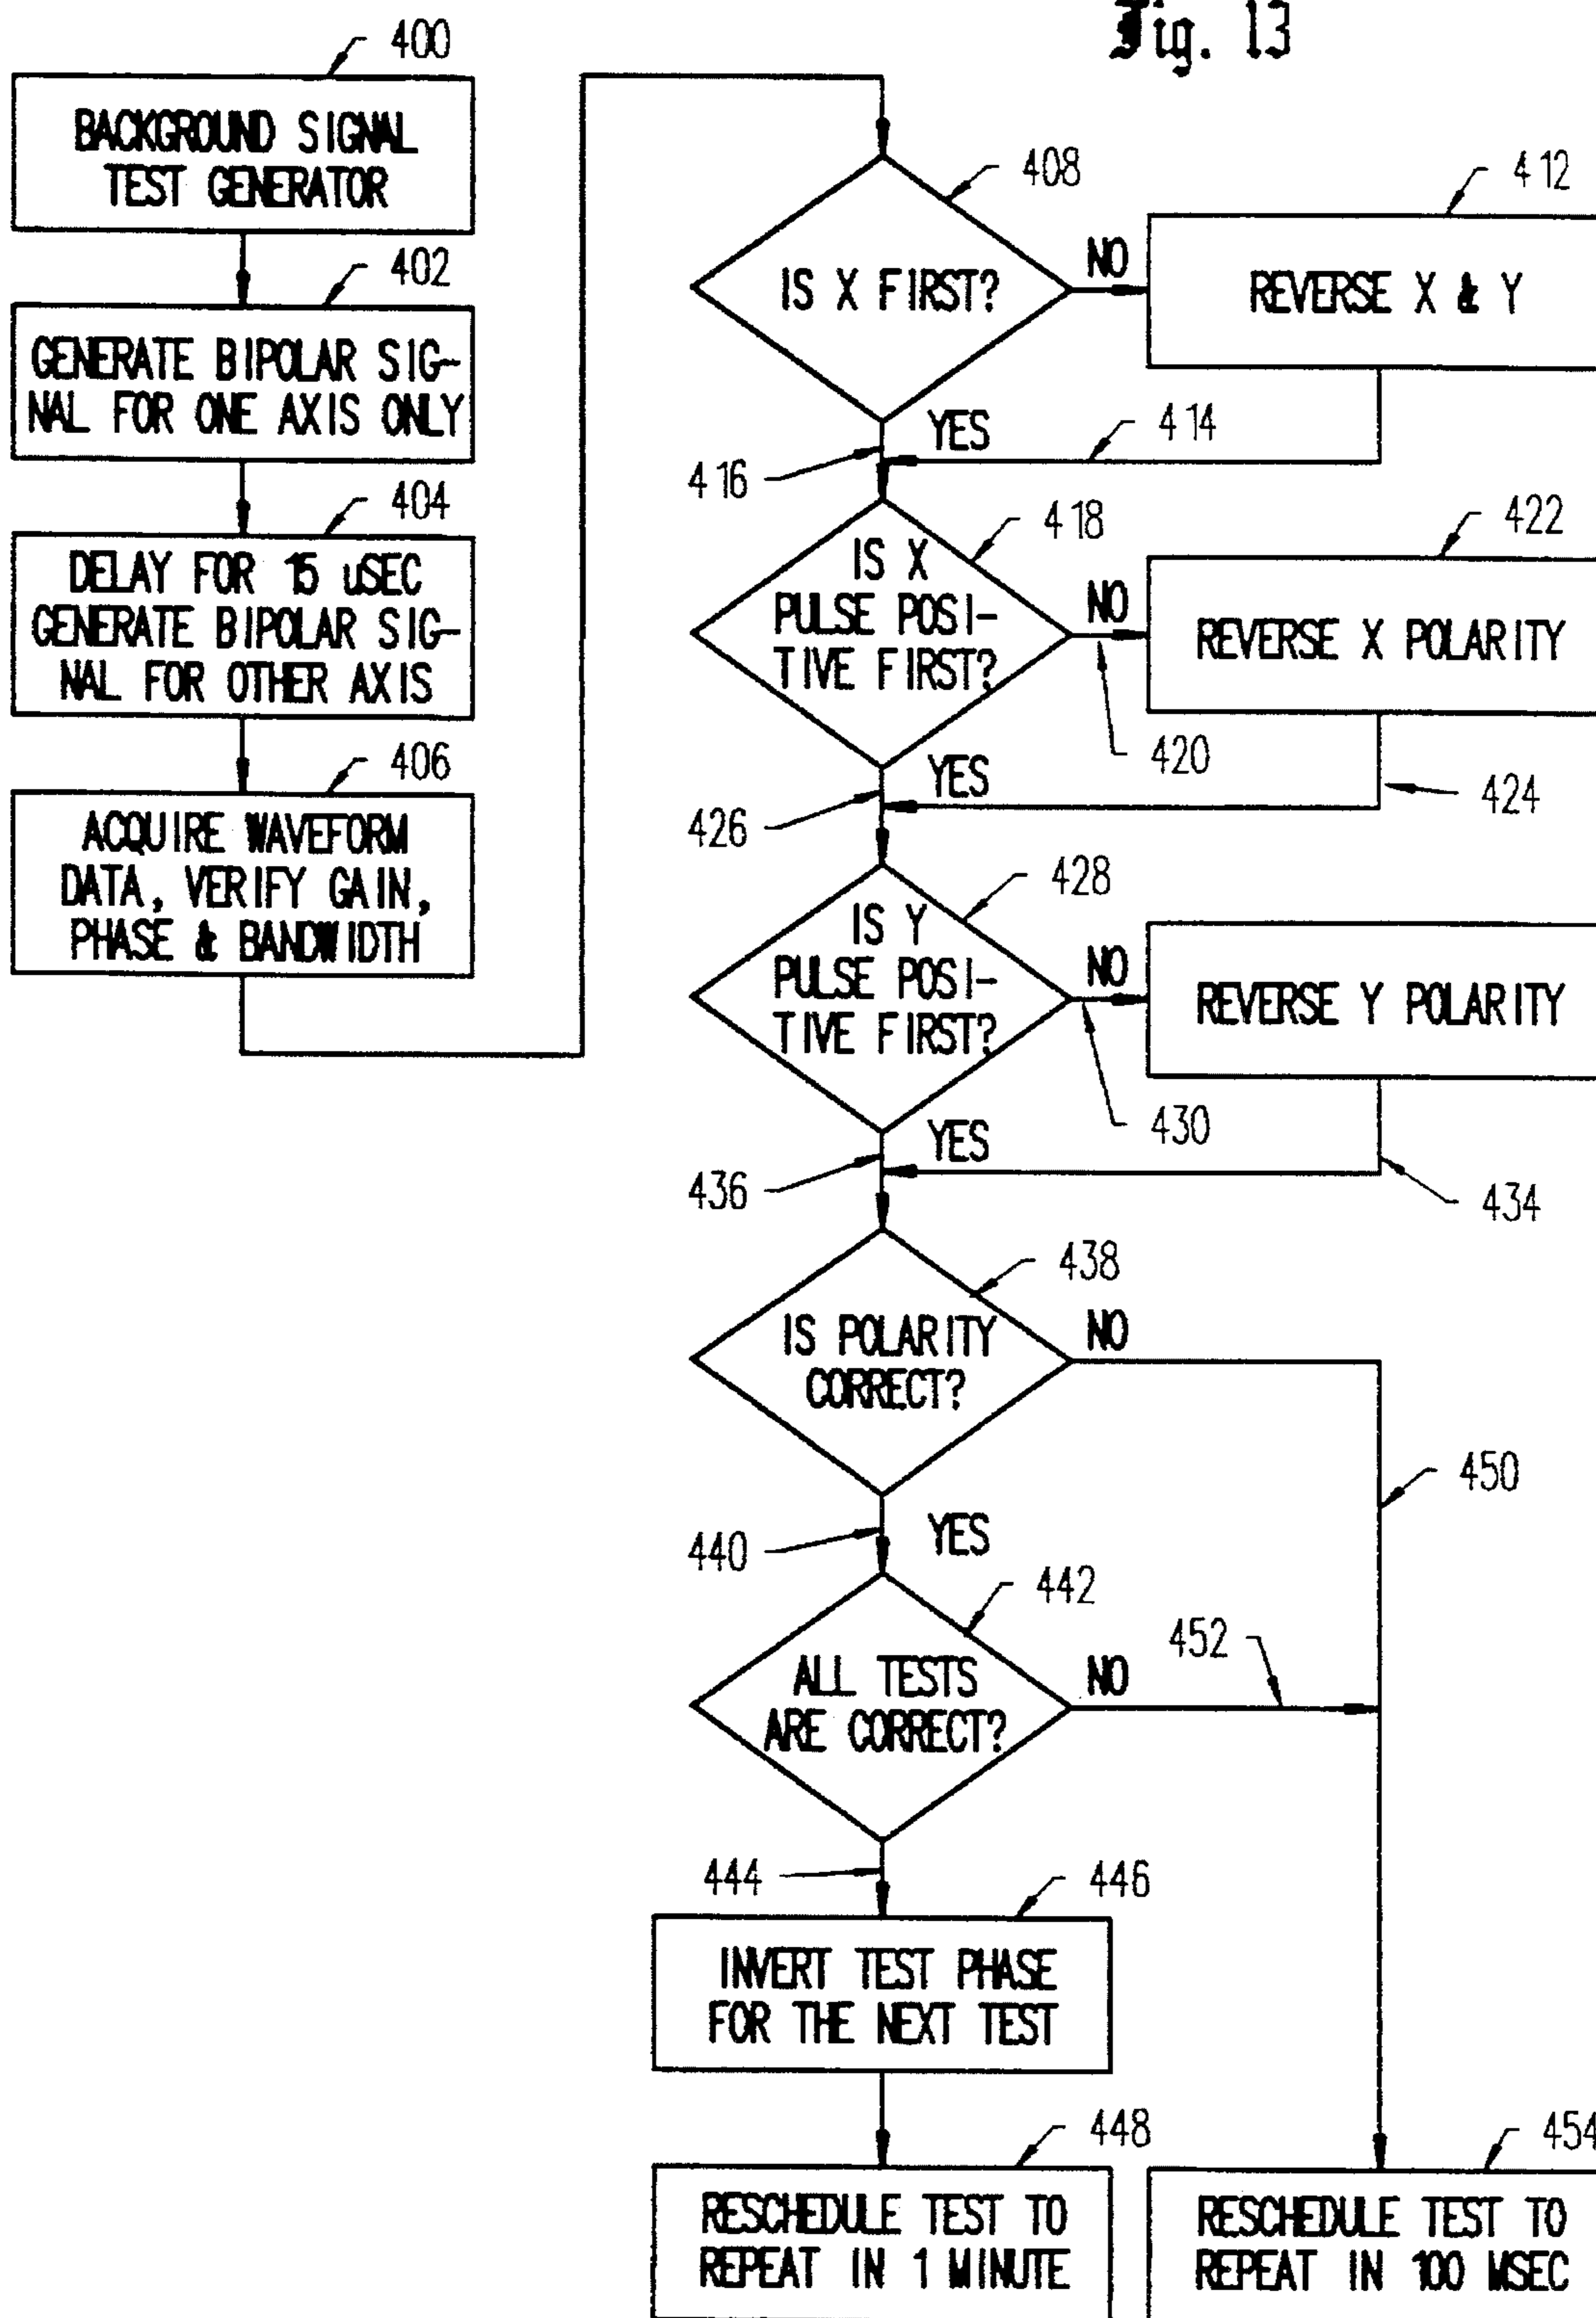 Fig. 13
400
BACKGROUND SIGNAL
TEST GENERATOR
402
GENERATE BIPOLAR SIG-
NAL FOR ONE AXIS ONLY
404
DELAY FOR 15 uSEC
GENERATE BIPOLAR SIG-
NAL FOR OTHER AXIS
406
ACQUIRE WAVEFORM
DATA, VERIFY GAIN,
PHASE & BANDWIDTH
408
IS X FIRST?
NO
412
REVERSE X & Y
YES
414
416
418
IS X
PULSE POSI-
TIVE FIRST?
NO
420
422
REVERSE X POLARITY
424
YES
426
428
IS Y
PULSE POSI-
TIVE FIRST?
NO
430
REVERSE Y POLARITY
434
YES
436
438
IS POLARITY
CORRECT?
NO
450
YES
440
442
ALL TESTS
ARE CORRECT?
NO
452
444
446
INVERT TEST PHASE
FOR THE NEXT TEST
448
RESCHEDULE TEST TO
REPEAT IN 1 MINUTE
454
RESCHEDULE TEST TO
REPEAT IN 100 MSEC